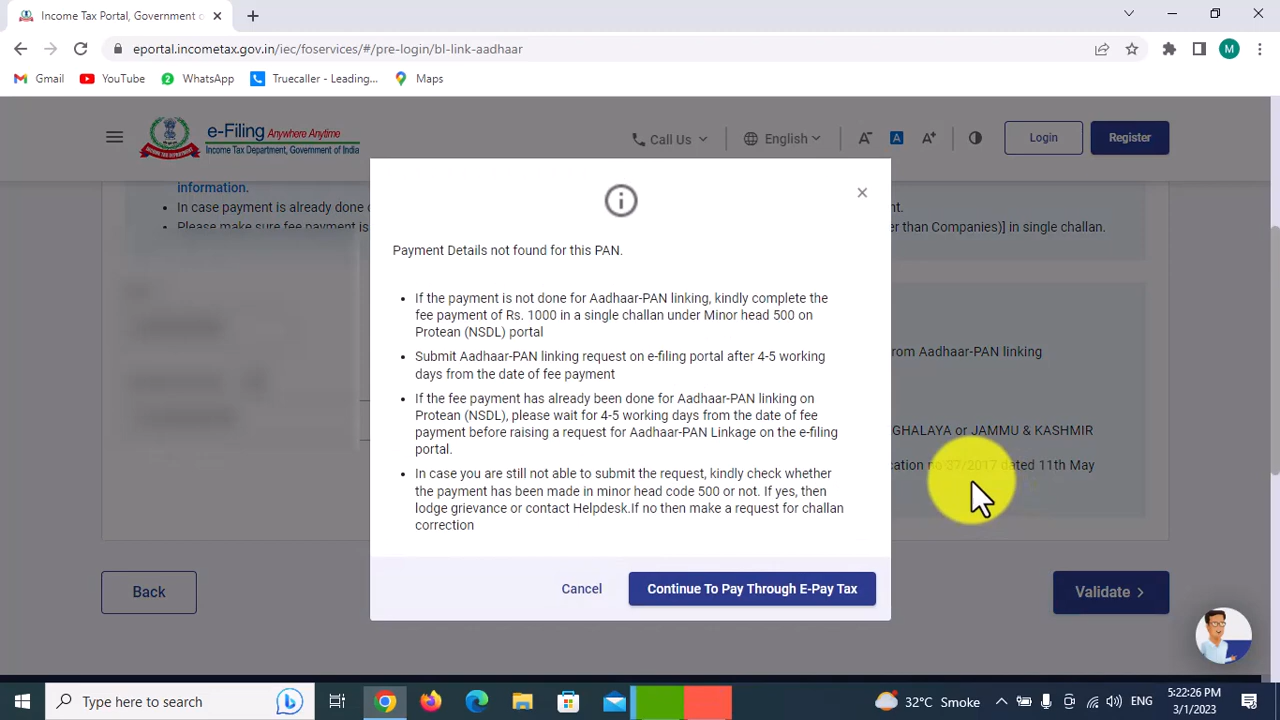 Income Tax Portal, Government o
eportal.incometax.gov.in/iec/foservices/#/pre-login/bl-link-aadhaar
M
Gmail YouTube WhatsApp Truecaller - Leading... Maps
e-Filing Anywhere Anytime
Income Tax Department, Government of India
Call Us English A- A A+ Login Register
information.
In case payment is already done nt.
Please make sure fee payment is er than Companies)] in single challan.
Payment Details not found for this PAN.
If the payment is not done for Aadhaar-PAN linking, kindly complete the
fee payment of Rs. 1000 in a single challan under Minor head 500 on
Protean (NSDL) portal
Submit Aadhaar-PAN linking request on e-filing portal after 4-5 working
days from the date of fee payment
If the fee payment has already been done for Aadhaar-PAN linking on
Protean (NSDL), please wait for 4-5 working days from the date of fee
payment before raising a request for Aadhaar-PAN Linkage on the e-filing
portal.
In case you are still not able to submit the request, kindly check whether
the payment has been made in minor head code 500 or not. If yes, then
lodge grievance or contact Helpdesk.If no then make a request for challan
correction
rom Aadhaar-PAN linking
GHALAYA or JAMMU & KASHMIR
cation no 37/2017 dated 11th May
Cancel Continue To Pay Through E-Pay Tax
Back Validate
Type here to search
32°C Smoke ENG
5:22:26 PM
3/1/2023